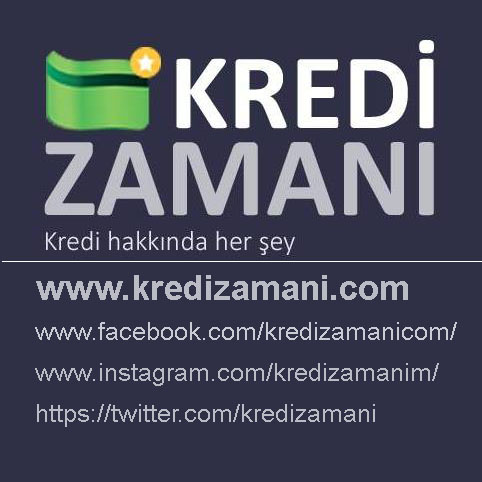 KREDİ
ZAMANI
Kredi hakkında her şey
www.kredizamani.com
www.facebook.com/kredizamanicom/
www.instagram.com/kredizamanim/
https://twitter.com/kredizamani